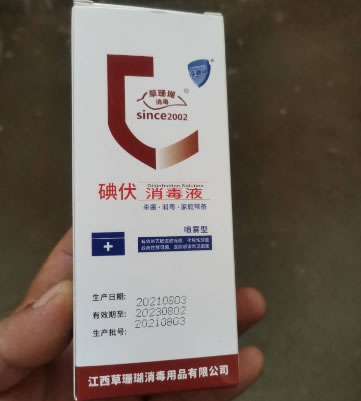 草珊瑚
消毒
®
since2002
碘伏 消毒液
Disinfection Solution
杀菌·消毒·家庭常备
喷雾型
生产日期: 20210803
有效期至: 20230802
生产批号: 20210803
江西草珊瑚消毒用品有限公司